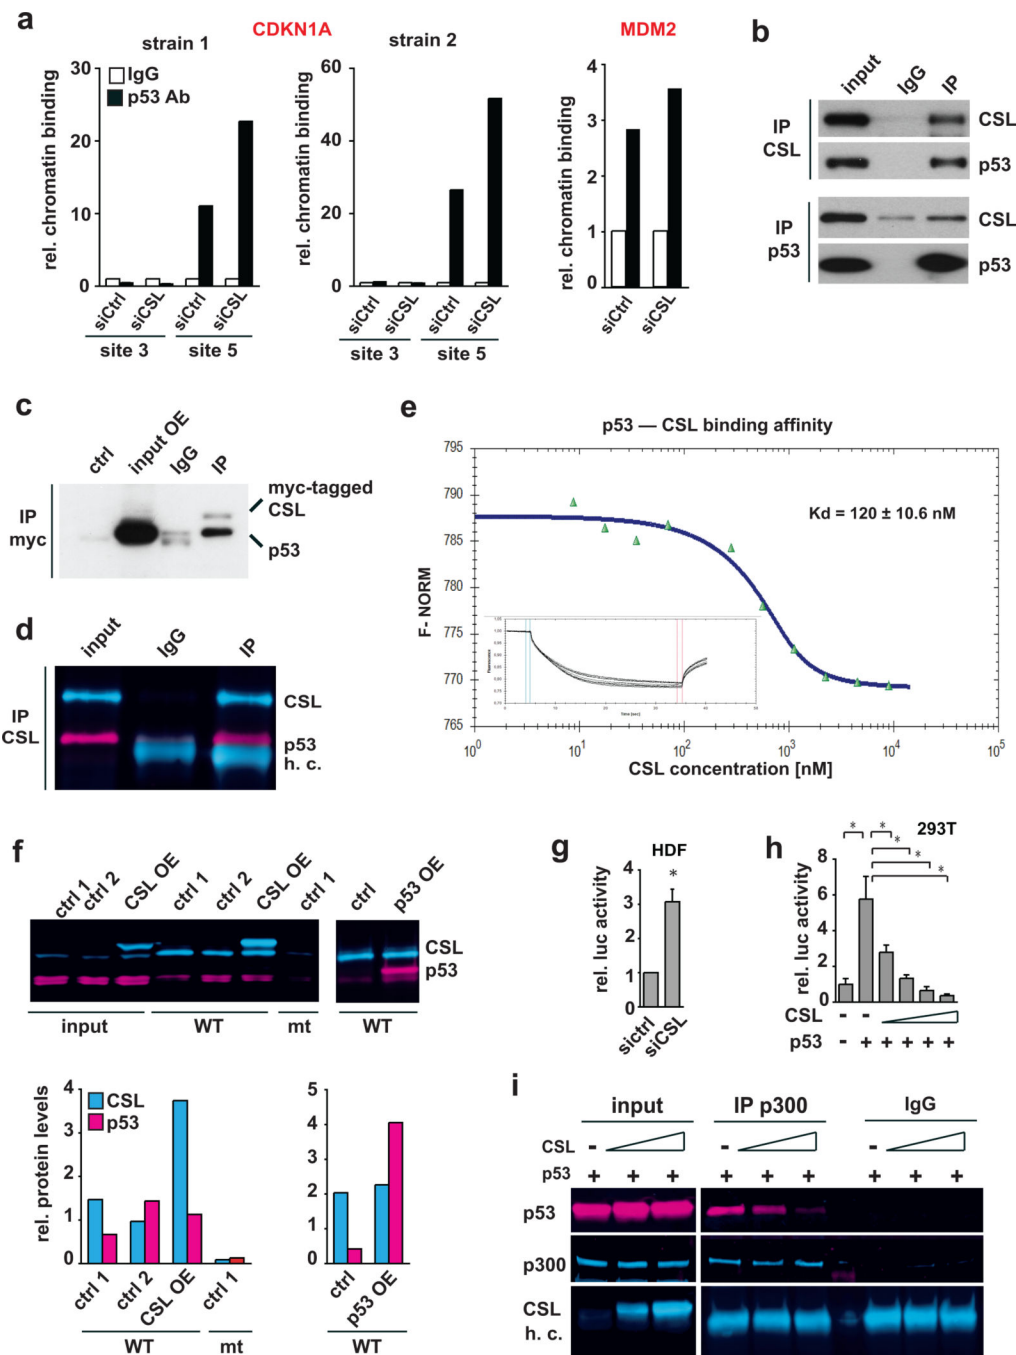 a
CDKN1A
MDM2
strain 1
strain 2
IgG
p53 Ab
rel. chromatin binding
30
20
10
0
siCtrl
siCSL
siCtrl
siCSL
site 3
site 5
rel. chromatin binding
60
40
20
0
siCtrl
siCSL
siCtrl
siCSL
site 3
site 5
rel. chromatin binding
4
3
2
1
0
siCtrl
siCSL
b
input
IgG
IP
IP
CSL
CSL
p53
IP
p53
CSL
p53
c
ctrl
input OE
IgG
IP
IP
myc
myc-tagged
CSL
p53
d
input
IgG
IP
IP
CSL
CSL
p53
h. c.
e
p53 — CSL binding affinity
Kd = 120 ± 10.6 nM
F- NORM
795
790
785
780
775
770
765
10⁰
10¹
10²
10³
10⁴
10⁵
CSL concentration [nM]
Time [sec]
f
ctrl 1
ctrl 2
CSL OE
ctrl 1
ctrl 2
CSL OE
ctrl 1
input
WT
mt
ctrl
p53 OE
CSL
p53
WT
CSL
p53
rel. protein levels
4
3
2
1
0
ctrl 1
ctrl 2
CSL OE
ctrl 1
WT
mt
5
4
3
2
1
0
ctrl
p53 OE
WT
g
HDF
*
rel. luc activity
4
3
2
1
0
sictrl
siCSL
h
293T
*
*
*
*
*
rel. luc activity
8
6
4
2
0
CSL - -
p53 - + + + + +
i
input
IP p300
IgG
CSL - - -
p53 + + + + + + + + +
p53
p300
CSL
h. c.